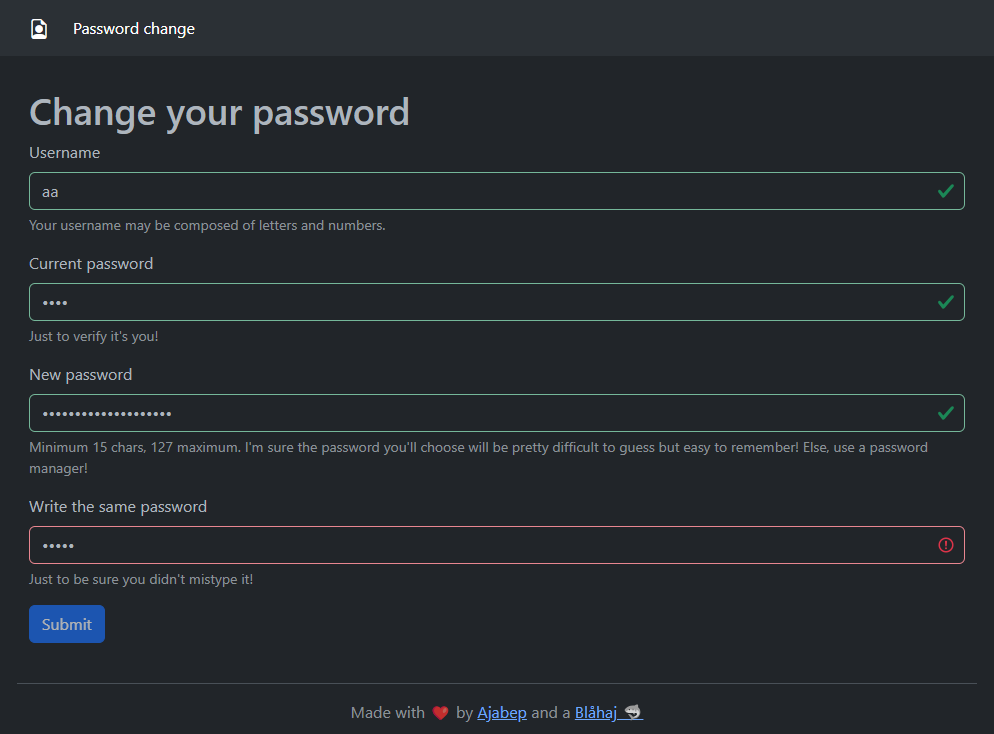 Password change
Change your password
Username
aa
Your username may be composed of letters and numbers.
Current password
••••
Just to verify it's you!
New password
••••••••••••••••••••
Minimum 15 chars, 127 maximum. I'm sure the password you'll choose will be pretty difficult to guess but easy to remember! Else, use a password
manager!
Write the same password
•••••
Just to be sure you didn't mistype it!
Submit
Made with ❤️ by Ajabep and a Blåhaj 🦈